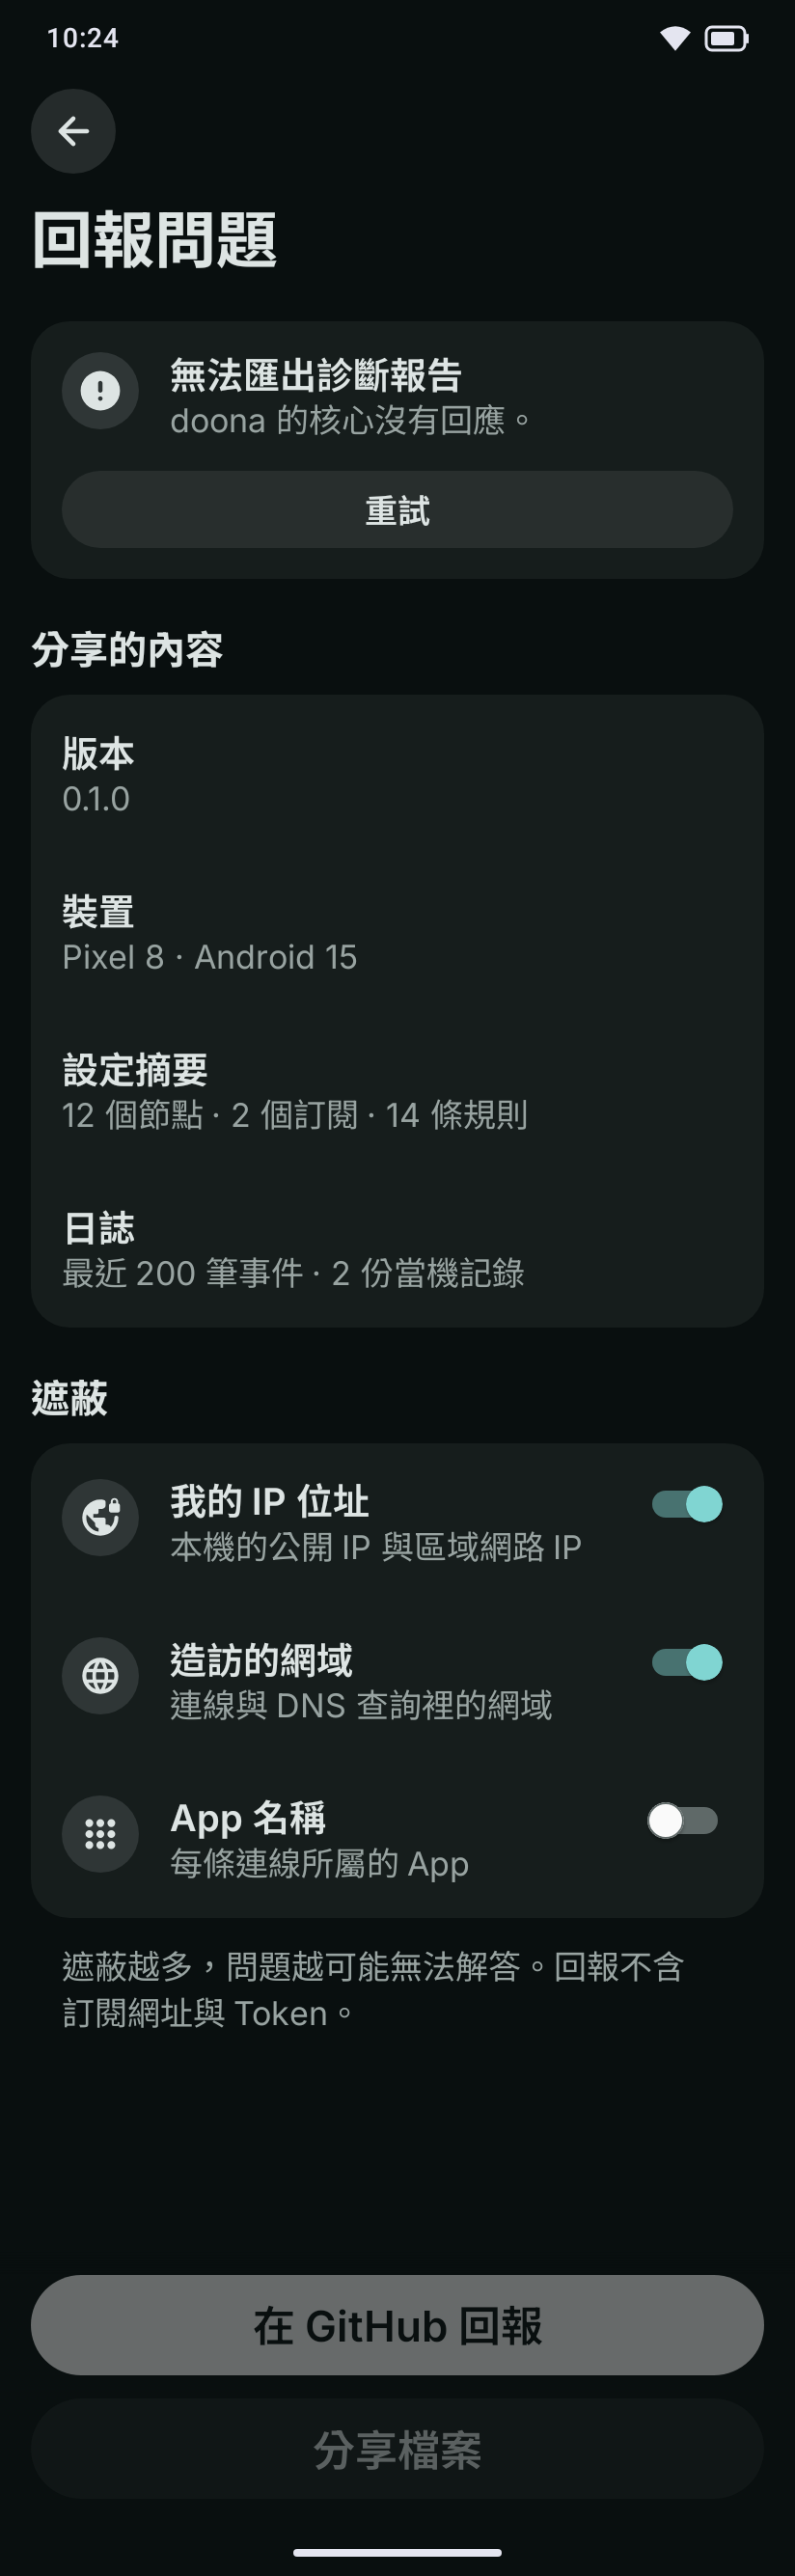 10:24
回報問題
無法匯出診斷報告
doona 的核心沒有回應。
重試
分享的內容
版本
0.1.0
裝置
Pixel 8 · Android 15
設定摘要
12 個節點 · 2 個訂閱 · 14 條規則
日誌
最近 200 筆事件 · 2 份當機記錄
遮蔽
我的 IP 位址
本機的公開 IP 與區域網路 IP
造訪的網域
連線與 DNS 查詢裡的網域
App 名稱
每條連線所屬的 App
遮蔽越多，問題越可能無法解答。回報不含
訂閱網址與 Token。
在 GitHub 回報
分享檔案